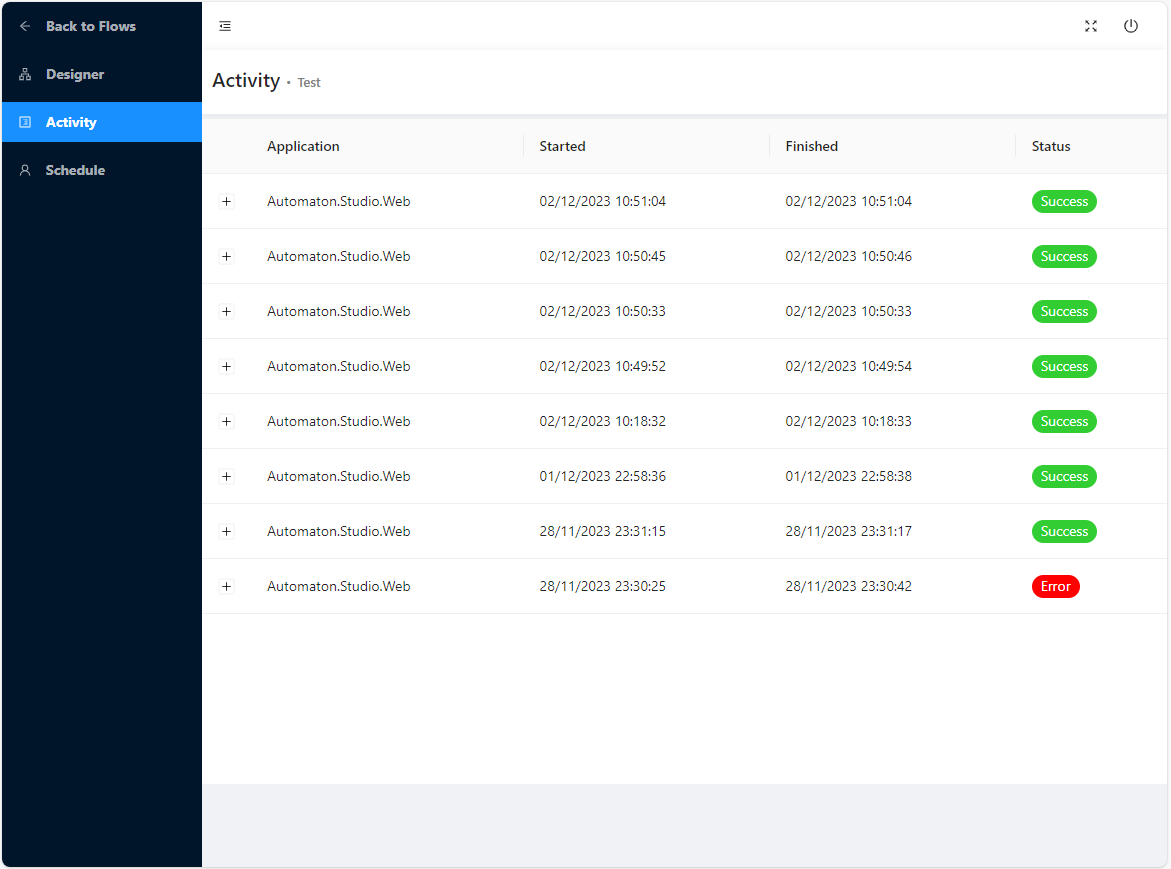 Back to Flows
Designer
Activity
Schedule
Activity • Test
Application Started Finished Status
Automaton.Studio.Web 02/12/2023 10:51:04 02/12/2023 10:51:04 Success
Automaton.Studio.Web 02/12/2023 10:50:45 02/12/2023 10:50:46 Success
Automaton.Studio.Web 02/12/2023 10:50:33 02/12/2023 10:50:33 Success
Automaton.Studio.Web 02/12/2023 10:49:52 02/12/2023 10:49:54 Success
Automaton.Studio.Web 02/12/2023 10:18:32 02/12/2023 10:18:33 Success
Automaton.Studio.Web 01/12/2023 22:58:36 01/12/2023 22:58:38 Success
Automaton.Studio.Web 28/11/2023 23:31:15 28/11/2023 23:31:17 Success
Automaton.Studio.Web 28/11/2023 23:30:25 28/11/2023 23:30:42 Error